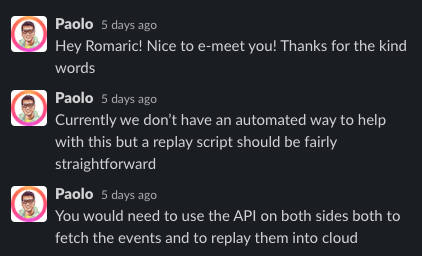 Paolo 5 days ago
Hey Romaric! Nice to e-meet you! Thanks for the kind
words
Paolo 5 days ago
Currently we don’t have an automated way to help
with this but a replay script should be fairly
straightforward
Paolo 5 days ago
You would need to use the API on both sides both to
fetch the events and to replay them into cloud